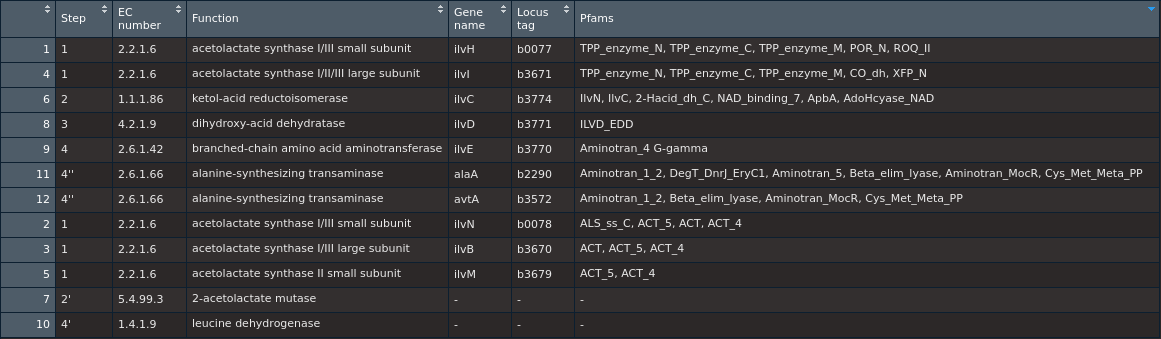 Step EC number Function Gene name Locus tag Pfams
1 1 2.2.1.6 acetolactate synthase I/III small subunit ilvH b0077 TPP_enzyme_N, TPP_enzyme_C, TPP_enzyme_M, POR_N, ROQ_II
4 1 2.2.1.6 acetolactate synthase I/II/III large subunit ilvI b3671 TPP_enzyme_N, TPP_enzyme_C, TPP_enzyme_M, CO_dh, XFP_N
6 2 1.1.1.86 ketol-acid reductoisomerase ilvC b3774 IlvN, IlvC, 2-Hacid_dh_C, NAD_binding_7, ApbA, AdoHcyase_NAD
8 3 4.2.1.9 dihydroxy-acid dehydratase ilvD b3771 ILVD_EDD
9 4 2.6.1.42 branched-chain amino acid aminotransferase ilvE b3770 Aminotran_4 G-gamma
11 4'' 2.6.1.66 alanine-synthesizing transaminase alaA b2290 Aminotran_1_2, DegT_DnrJ_EryC1, Aminotran_5, Beta_elim_lyase, Aminotran_MocR, Cys_Met_Meta_PP
12 4'' 2.6.1.66 alanine-synthesizing transaminase avtA b3572 Aminotran_1_2, Beta_elim_lyase, Aminotran_MocR, Cys_Met_Meta_PP
2 1 2.2.1.6 acetolactate synthase I/III small subunit ilvN b0078 ALS_ss_C, ACT_5, ACT, ACT_4
3 1 2.2.1.6 acetolactate synthase I/III large subunit ilvB b3670 ACT, ACT_5, ACT_4
5 1 2.2.1.6 acetolactate synthase II small subunit ilvM b3679 ACT_5, ACT_4
7 2' 5.4.99.3 2-acetolactate mutase - - -
10 4' 1.4.1.9 leucine dehydrogenase - - -